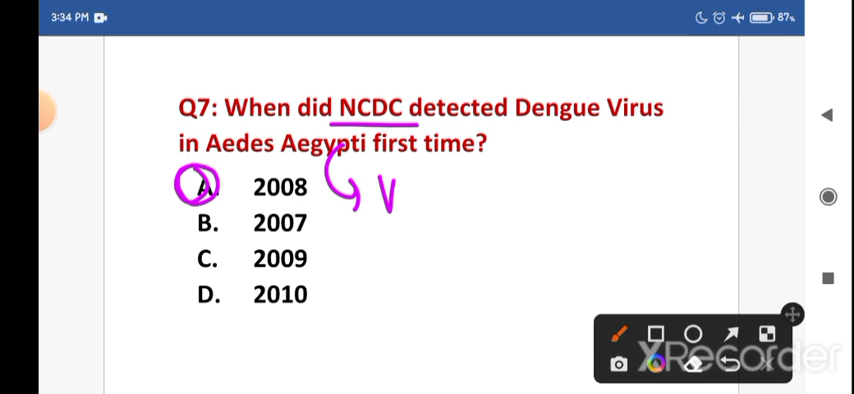 3:34 PM
87%
Q7: When did NCDC detected Dengue Virus
in Aedes Aegypti first time?
A. 2008
V
B. 2007
C. 2009
D. 2010
XRecorder